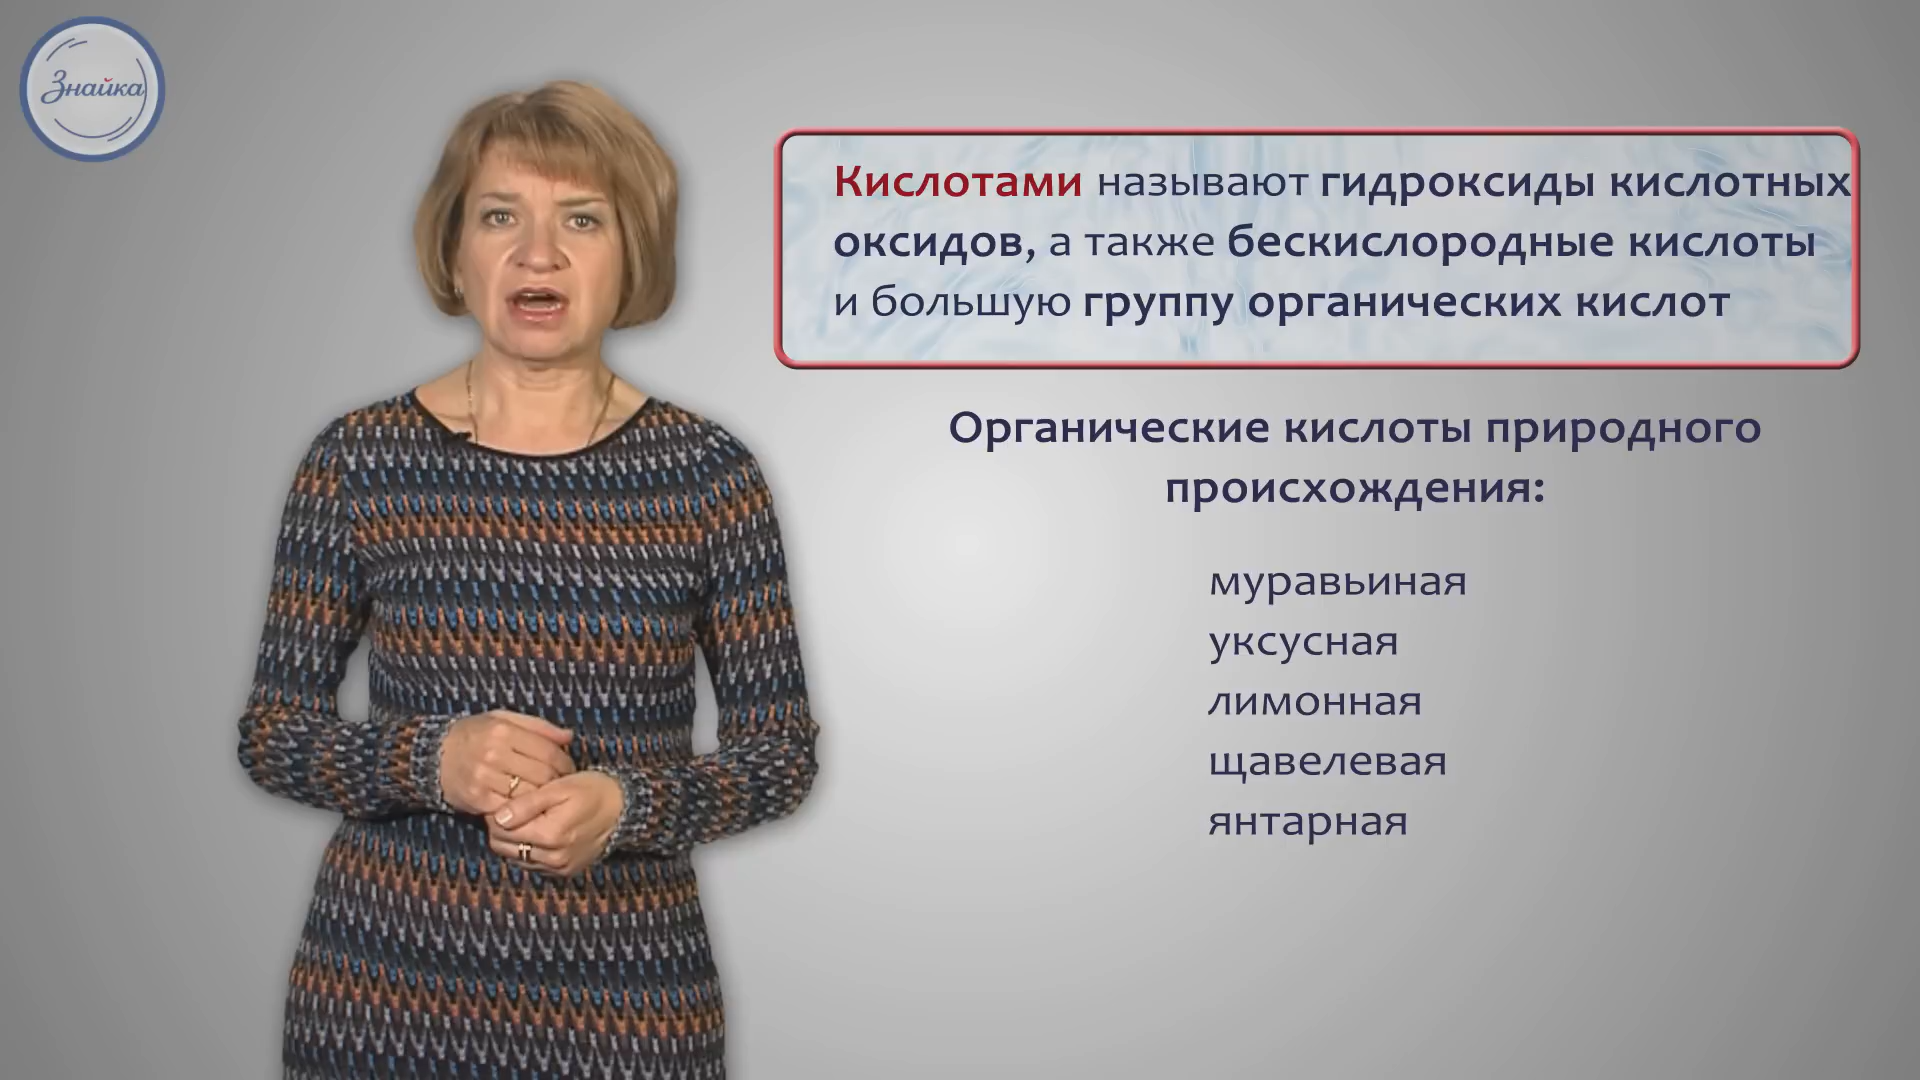 Знайка
Кислотами называют гидроксиды кислотных
оксидов, а также бескислородные кислоты
и большую группу органических кислот
Органические кислоты природного
происхождения:
муравьиная
уксусная
лимонная
щавелевая
янтарная